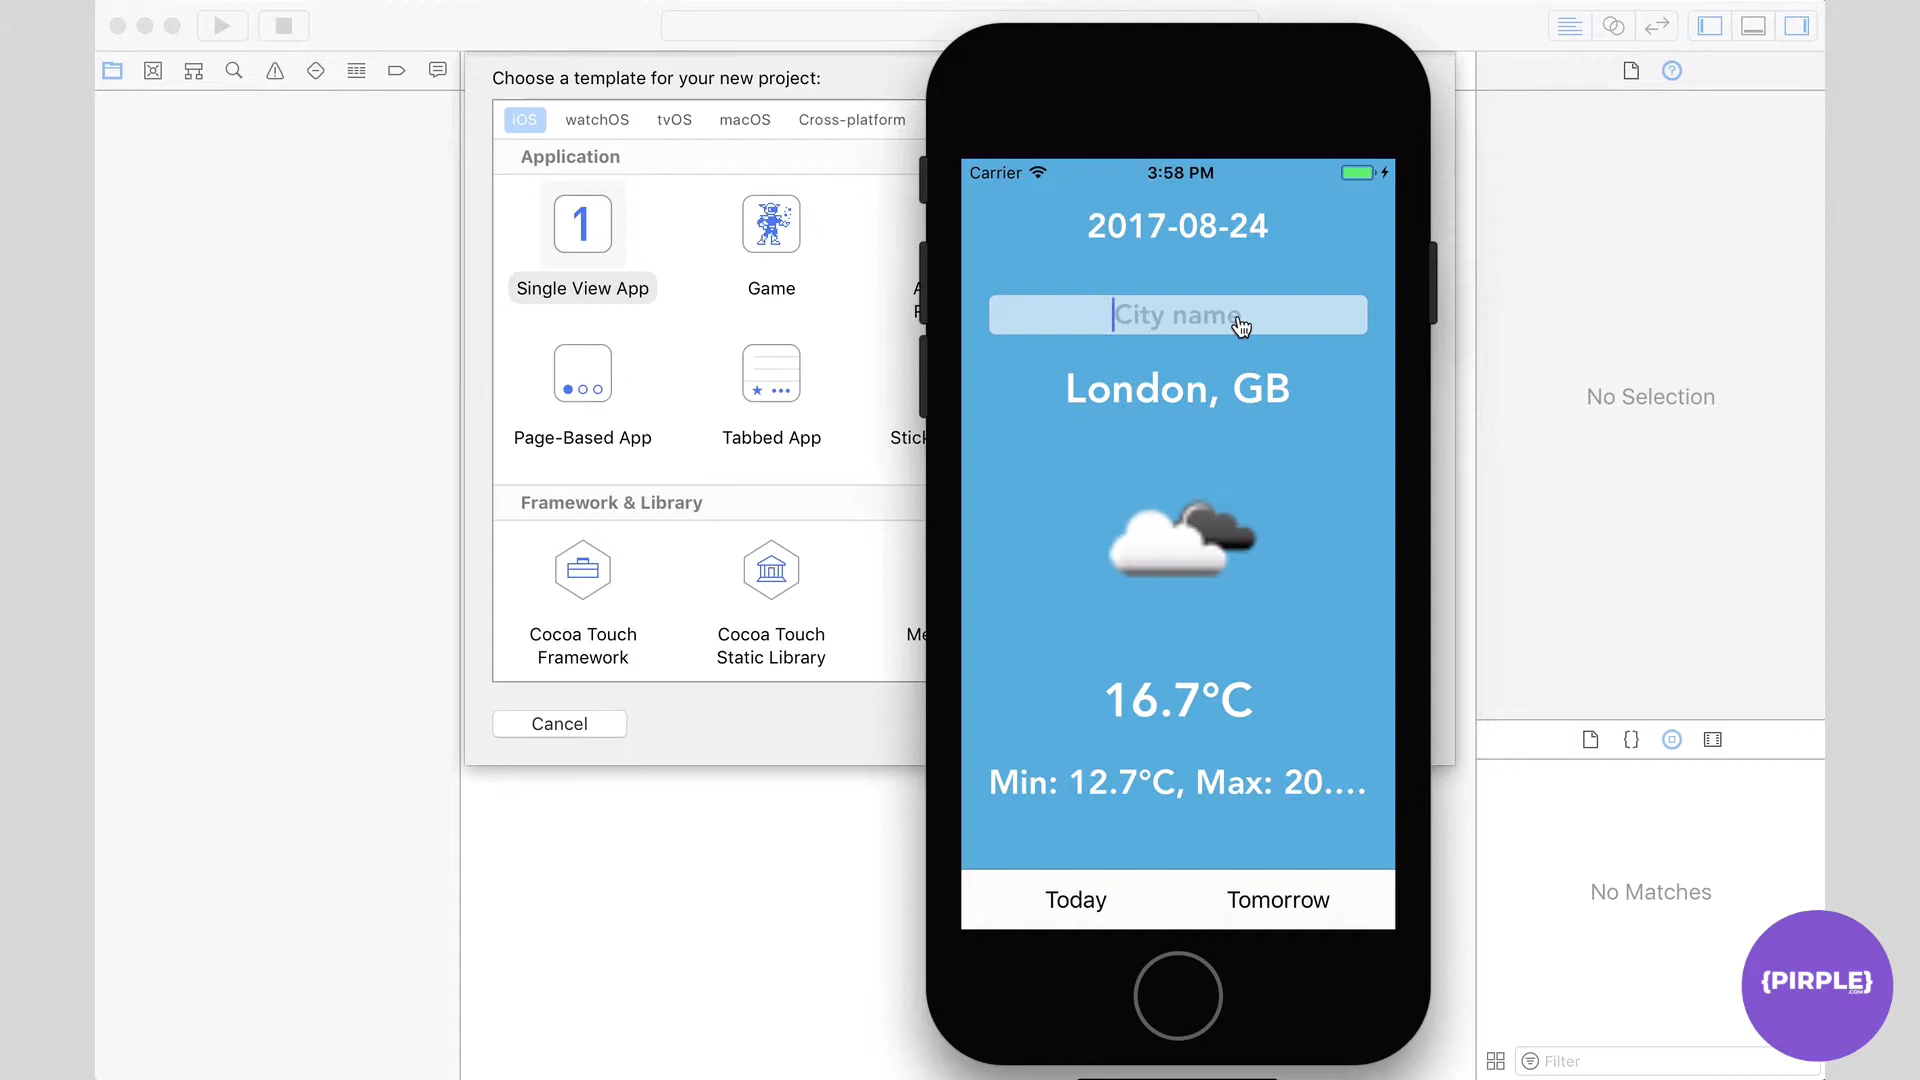 Choose a template for your new project:
iOS watchOS tvOS macOS Cross-platform
Application
1
Single View App
Game
Page-Based App
Tabbed App
Framework & Library
Cocoa Touch
Framework
Cocoa Touch
Static Library
Cancel
Carrier 3:58 PM
2017-08-24
City name
London, GB
16.7°C
Min: 12.7°C, Max: 20....
Today Tomorrow
No Selection
{}
No Matches
Filter
{PIRPLE}
.COM